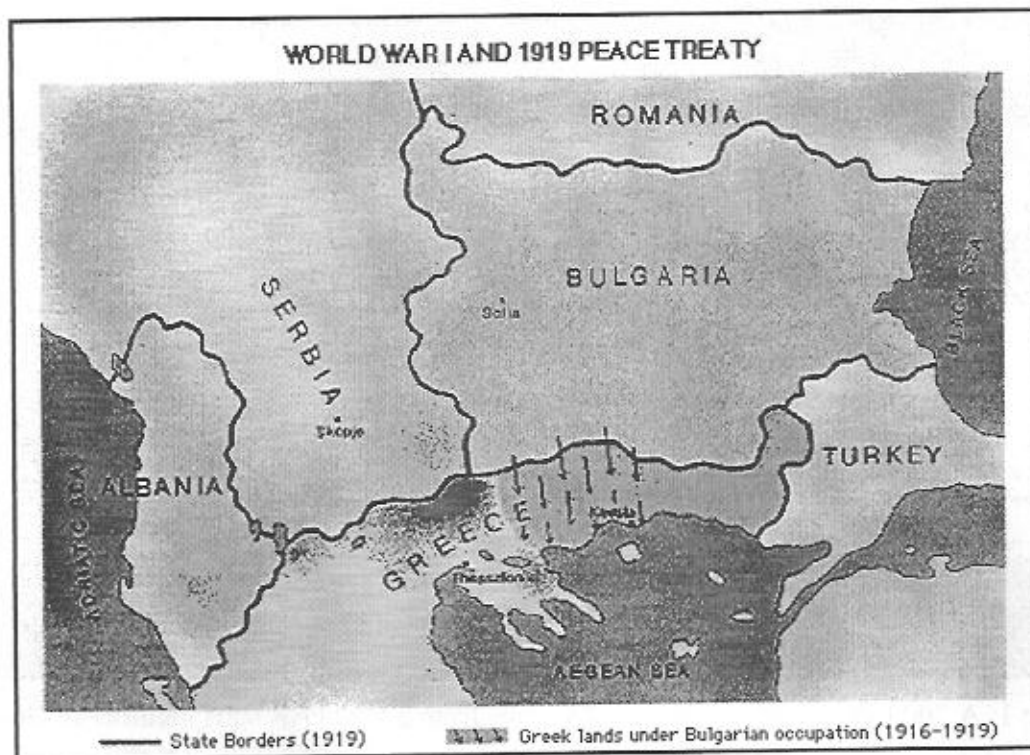 WORLD WAR I AND 1919 PEACE TREATY
ROMANIA
BULGARIA
BLACK SEA
Sofia
SERBIA
Skopje
ALBANIA
TURKEY
ADRIATIC SEA
GREECE
Kavala
Thessaloniki
AEGEAN SEA
State Borders (1919)
Greek lands under Bulgarian occupation (1916-1919)